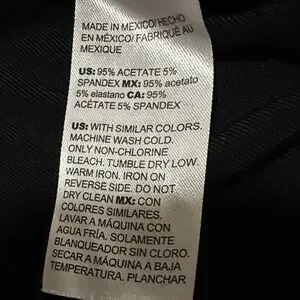 MADE IN MEXICO/HECHO
EN MÉXICO/FABRIQUÉ AU
MEXIQUE
US: 95% ACETATE 5%
SPANDEX MX: 95% acetato
5% elastano CA: 95%
ACÉTATE 5% SPANDEX
US: WITH SIMILAR COLORS.
MACHINE WASH COLD.
ONLY NON-CHLORINE
BLEACH. TUMBLE DRY LOW.
WARM IRON. IRON ON
REVERSE SIDE. DO NOT
DRY CLEAN MX: CON
COLORES SIMILARES.
LAVAR A MÁQUINA CON
AGUA FRÍA. SOLAMENTE
BLANQUEADOR SIN CLORO.
SECAR A MÁQUINA A BAJA
TEMPERATURA. PLANCHAR